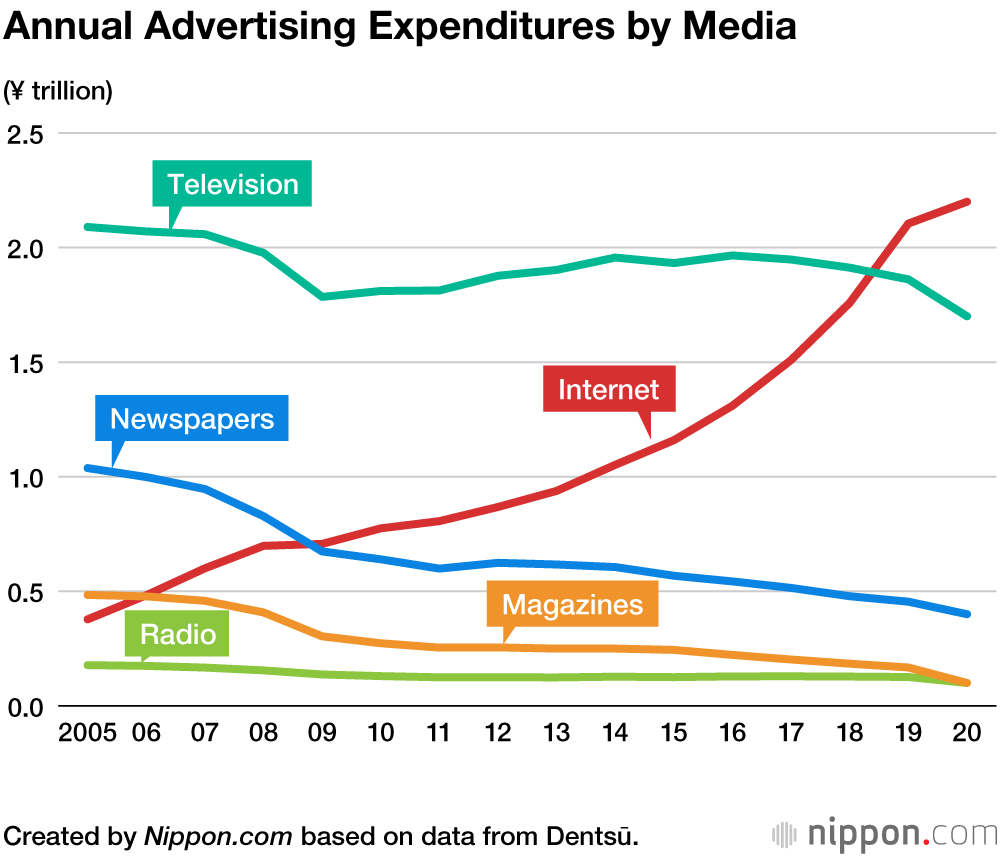 Annual Advertising Expenditures by Media
(¥ trillion)
2.5
Television
2.0
1.5
Internet
Newspapers
1.0
0.5
Magazines
Radio
0.0
2005 06 07 08 09 10 11 12 13 14 15 16 17 18 19 20
Created by Nippon.com based on data from Dentsū.
nippon.com